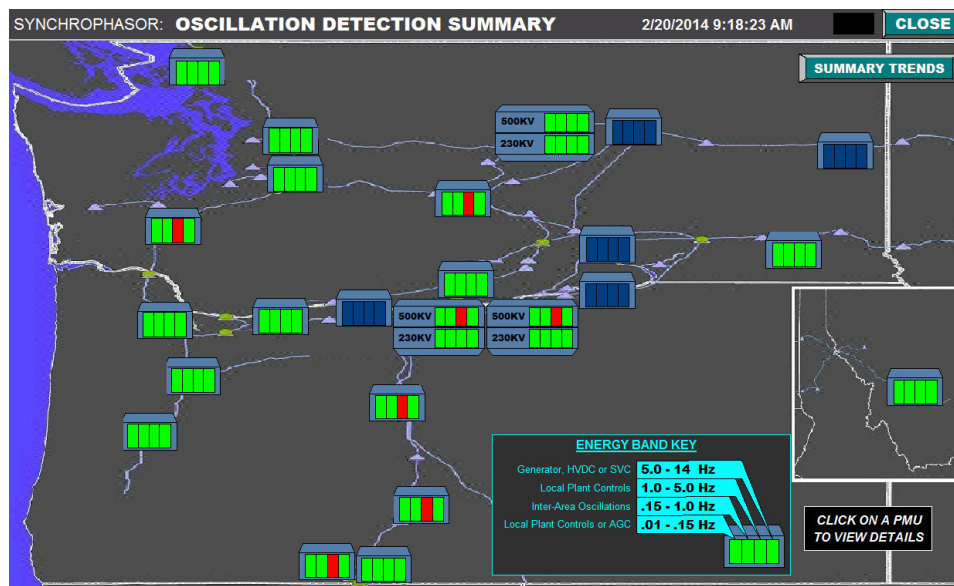 SYNCHROPHASOR: OSCILLATION DETECTION SUMMARY 2/20/2014 9:18:23 AM CLOSE
SUMMARY TRENDS
500KV
230KV
500KV
230KV
500KV
230KV
ENERGY BAND KEY
Generator, HVDC or SVC 5.0 - 14 Hz
Local Plant Controls 1.0 - 5.0 Hz
Inter-Area Oscillations .15 - 1.0 Hz
Local Plant Controls or AGC .01 - .15 Hz
CLICK ON A PMU
TO VIEW DETAILS